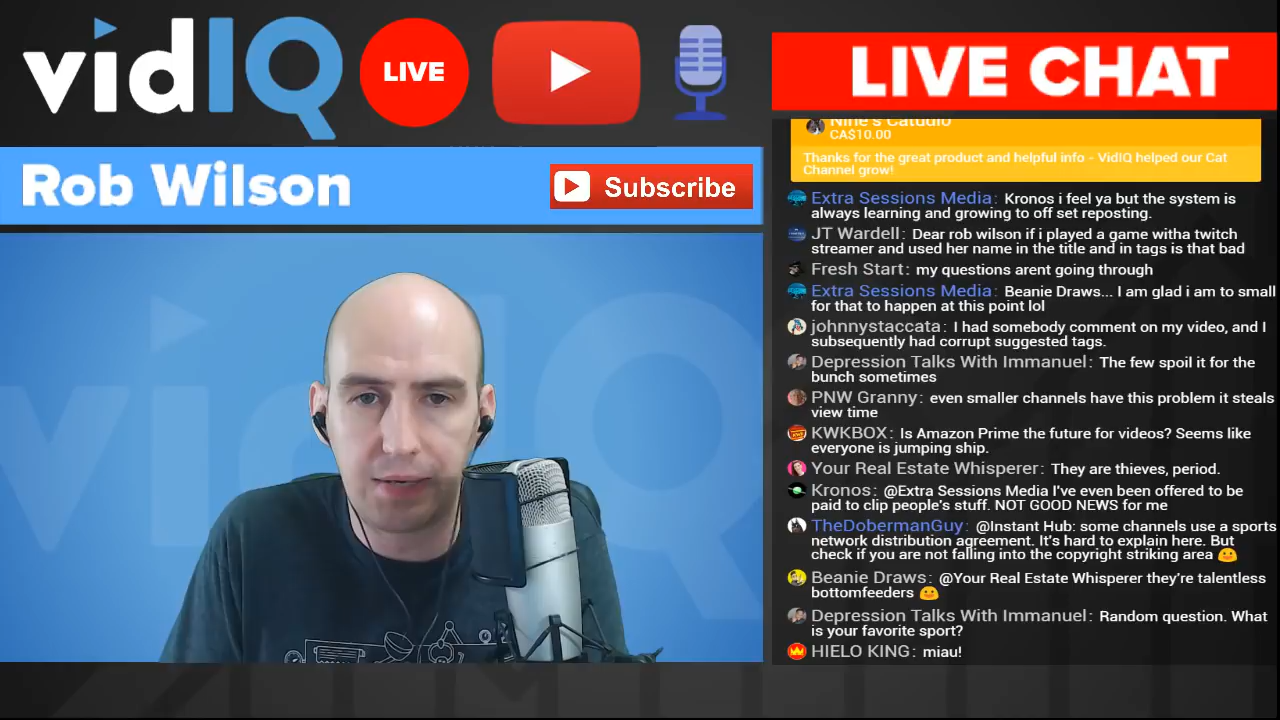 vidIQ
LIVE
LIVE CHAT
Rob Wilson
Subscribe
Nine's Catudio
CA$10.00
Thanks for the great product and helpful info - VidIQ helped our Cat
Channel grow!
Extra Sessions Media: Kronos i feel ya but the system is
always learning and growing to off set reposting.
JT Wardell: Dear rob wilson if i played a game witha twitch
streamer and used her name in the title and in tags is that bad
Fresh Start: my questions arent going through
Extra Sessions Media: Beanie Draws... I am glad i am to small
for that to happen at this point lol
johnnystaccata: I had somebody comment on my video, and I
subsequently had corrupt suggested tags.
Depression Talks With Immanuel: The few spoil it for the
bunch sometimes
PNW Granny: even smaller channels have this problem it steals
view time
KWKBOX: Is Amazon Prime the future for videos? Seems like
everyone is jumping ship.
Your Real Estate Whisperer: They are thieves, period.
Kronos: @Extra Sessions Media I've even been offered to be
paid to clip people's stuff. NOT GOOD NEWS for me
TheDobermanGuy: @Instant Hub: some channels use a sports
network distribution agreement. It's hard to explain here. But
check if you are not falling into the copyright striking area
Beanie Draws: @Your Real Estate Whisperer they're talentless
bottomfeeders
Depression Talks With Immanuel: Random question. What
is your favorite sport?
HIELO KING: miau!